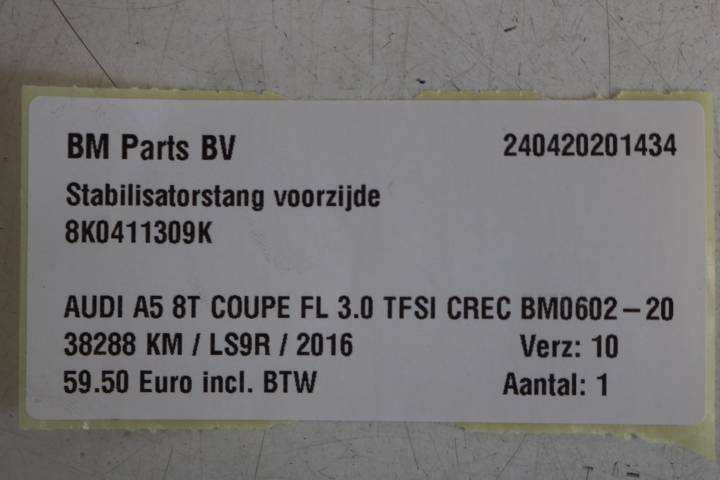 BM Parts BV 240420201434
Stabilisatorstang voorzijde
8K0411309K
AUDI A5 8T COUPE FL 3.0 TFSI CREC BM0602-20
38288 KM / LS9R / 2016 Verz: 10
59.50 Euro incl. BTW Aantal: 1